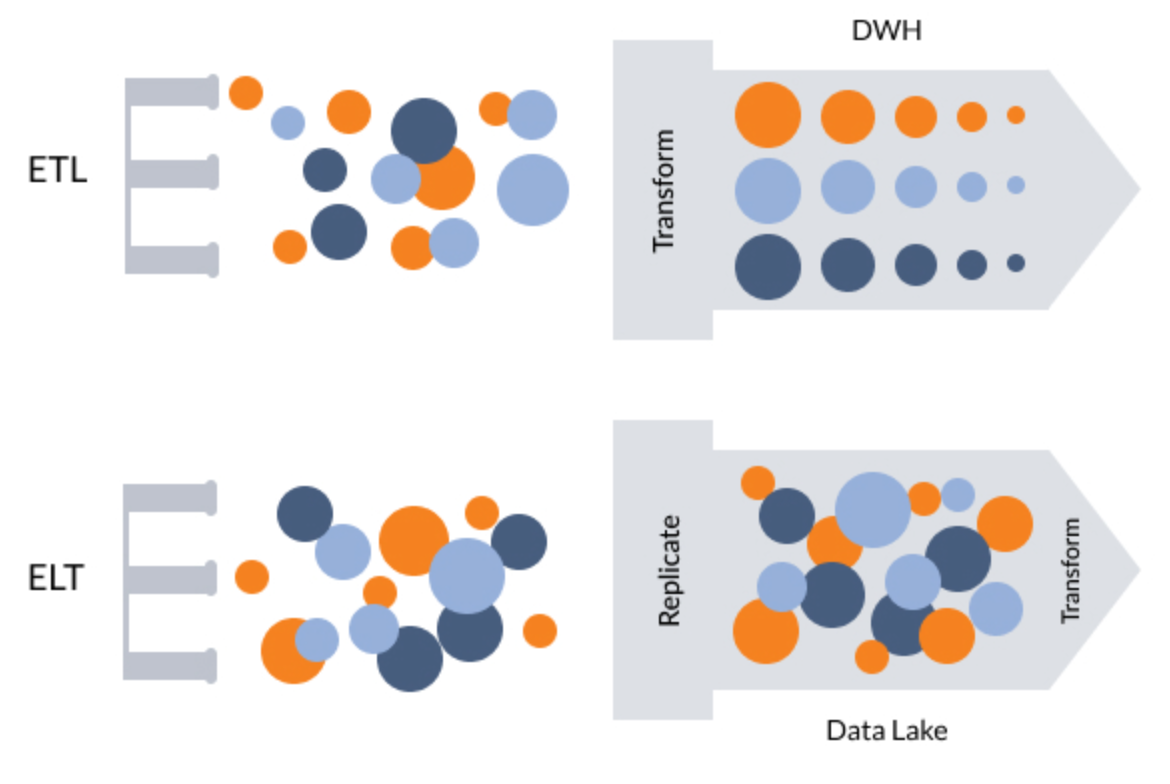 DWH
ETL
Transform
ELT
Replicate
Transform
Data Lake